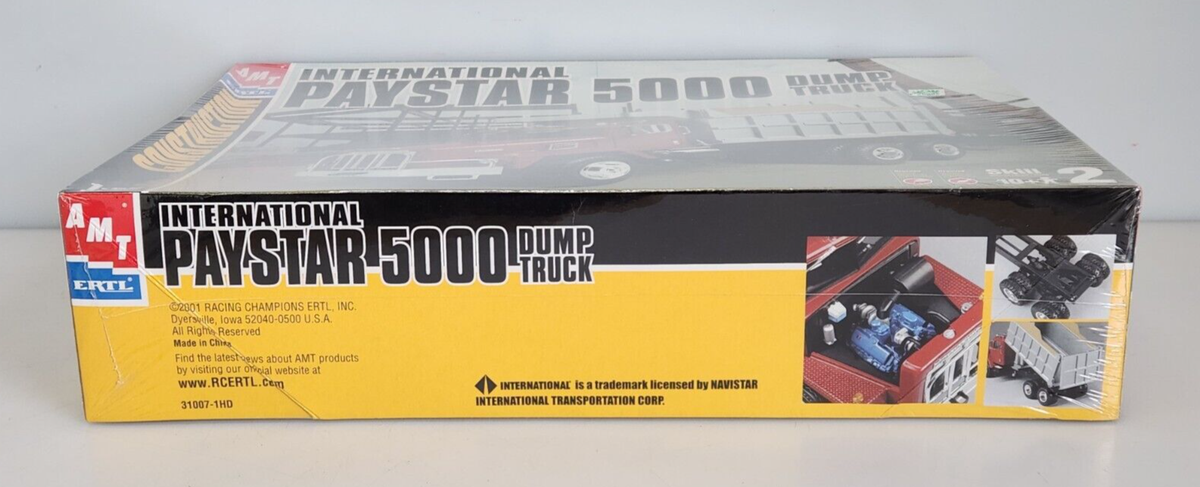 AMT
CONSTRUCTION
INTERNATIONAL
PAYSTAR 5000 DUMP TRUCK
Skill 2
AMT
ERTL
INTERNATIONAL
PAYSTAR 5000 DUMP TRUCK
©2001 RACING CHAMPIONS ERTL, INC.
Dyersville, Iowa 52040-0500 U.S.A.
All Rights Reserved
Made in China
Find the latest news about AMT products
by visiting our official website at
www.RCERTL.com
31007-1HD
INTERNATIONAL is a trademark licensed by NAVISTAR
INTERNATIONAL TRANSPORTATION CORP.